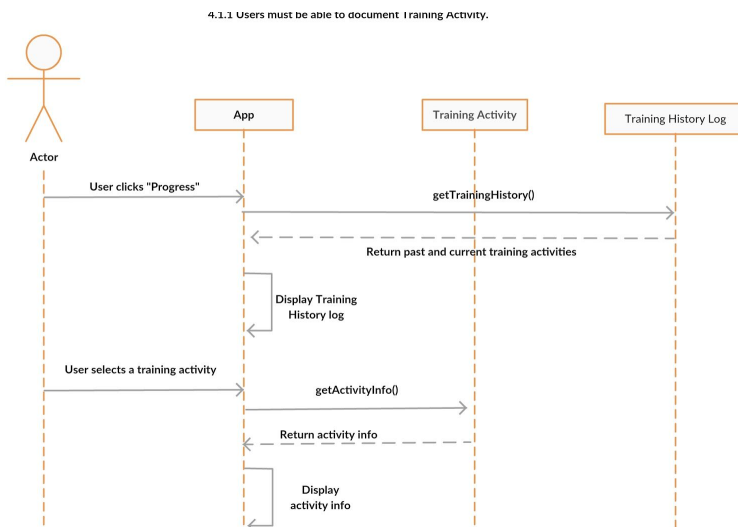 4.1.1 Users must be able to document Training Activity.
App
Training Activity
Training History Log
Actor
User clicks "Progress"
getTrainingHistory()
Return past and current training activities
Display Training
History log
User selects a training activity
getActivityInfo()
Return activity info
Display
activity info